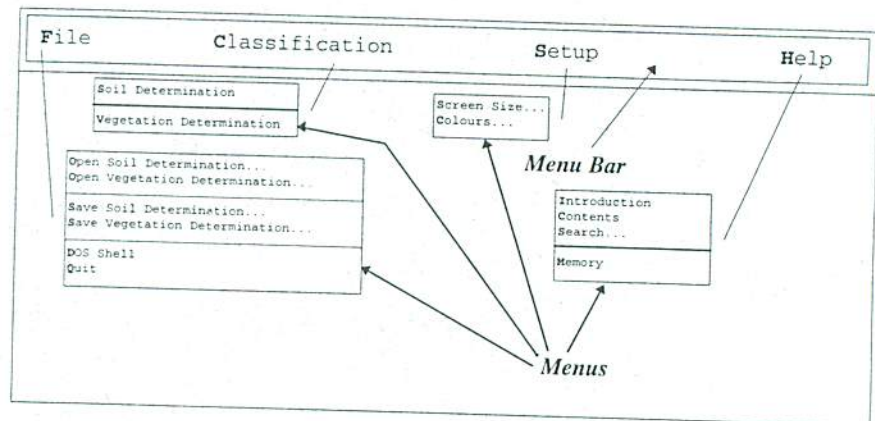 File Classification Setup Help
Soil Determination
Vegetation Determination
Screen Size...
Colours...
Menu Bar
Open Soil Determination...
Open Vegetation Determination...
Save Soil Determination...
Save Vegetation Determination...
DOS Shell
Quit
Introduction
Contents
Search...
Memory
Menus